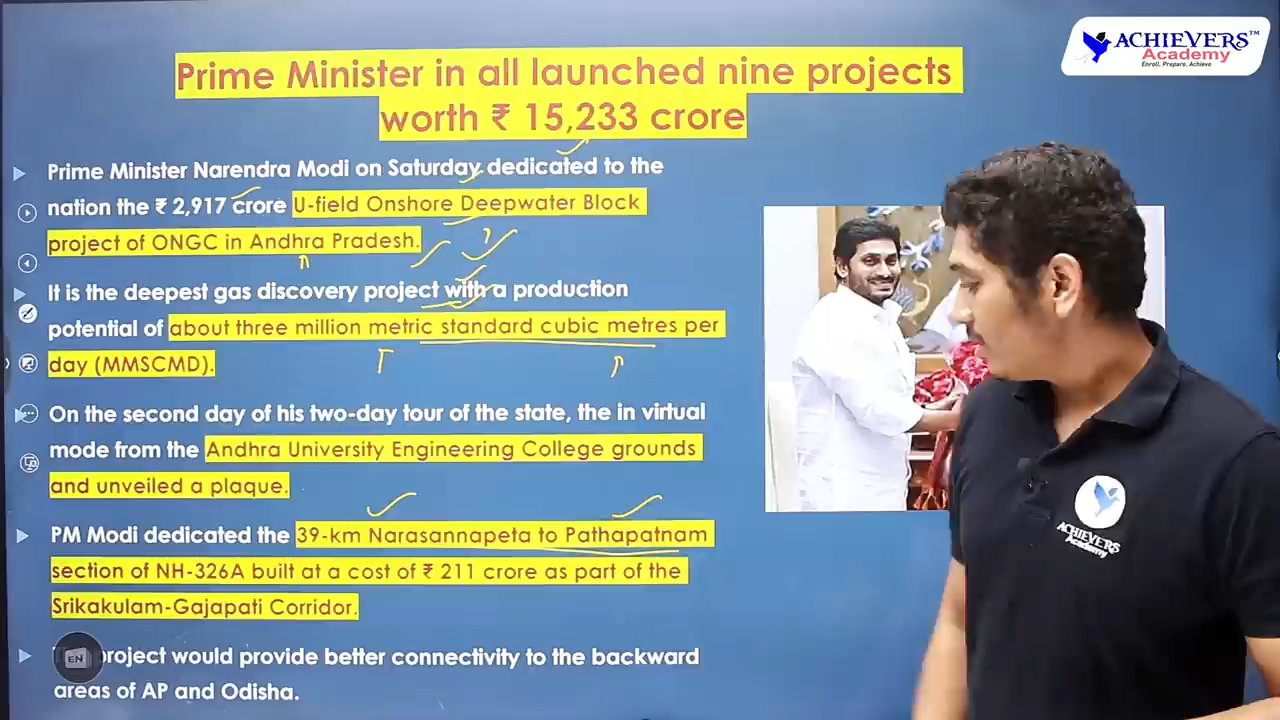 ACHIEVERS™
Academy
Enroll. Prepare. Achieve
Prime Minister in all launched nine projects
worth ₹ 15,233 crore
Prime Minister Narendra Modi on Saturday dedicated to the
nation the ₹ 2,917 crore U-field Onshore Deepwater Block
project of ONGC in Andhra Pradesh.
It is the deepest gas discovery project with a production
potential of about three million metric standard cubic metres per
day (MMSCMD).
On the second day of his two-day tour of the state, the in virtual
mode from the Andhra University Engineering College grounds
and unveiled a plaque.
PM Modi dedicated the 39-km Narasannapeta to Pathapatnam
section of NH-326A built at a cost of ₹ 211 crore as part of the
Srikakulam-Gajapati Corridor.
EN project would provide better connectivity to the backward
areas of AP and Odisha.
ACHIEVERS
Academy